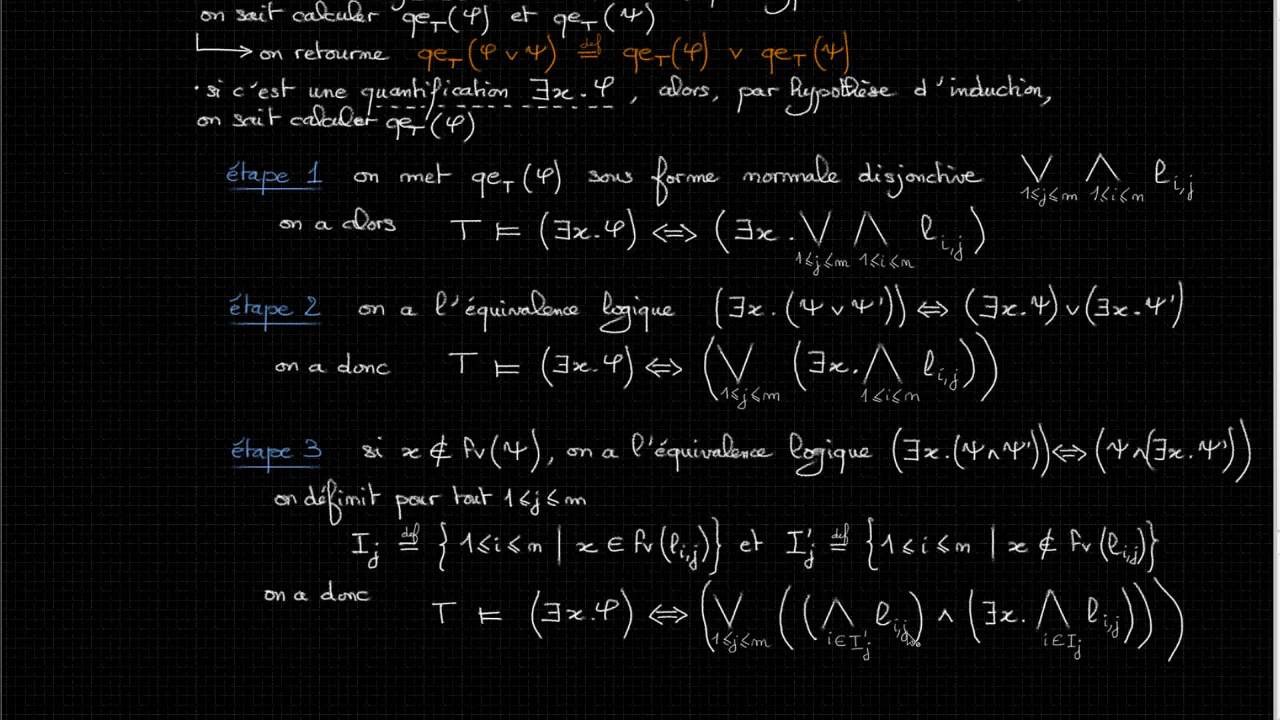 on sait calculer qe_T(φ) et qe_T(ψ)
on retourne qe_T(φ ∨ ψ) ≝ qe_T(φ) ∨ qe_T(ψ)
• si c'est une quantification ∃x.φ, alors, par hypothèse d'induction,
on sait calculer qe_T(φ)
étape 1 on met qe_T(φ) sous forme normale disjonctive ⋁_{1≤j≤m} ⋀_{1≤i≤n} l_{i,j}
on a alors T ⊨ (∃x.φ) ⇔ (∃x. ⋁_{1≤j≤m} ⋀_{1≤i≤n} l_{i,j})
étape 2 on a l'équivalence logique (∃x.(ψ ∨ ψ')) ⇔ (∃x.ψ) ∨ (∃x.ψ')
on a donc T ⊨ (∃x.φ) ⇔ (⋁_{1≤j≤m} (∃x. ⋀_{1≤i≤n} l_{i,j}))
étape 3 si x ∉ fv(ψ), on a l'équivalence logique (∃x.(ψ ∧ ψ')) ⇔ (ψ ∧ (∃x.ψ'))
on définit pour tout 1≤j≤m
I_j ≝ {1≤i≤n | x ∈ fv(l_{i,j})} et I'_j ≝ {1≤i≤n | x ∉ fv(l_{i,j})}
on a donc T ⊨ (∃x.φ) ⇔ (⋁_{1≤j≤m} ((⋀_{i∈I'_j} l_{i,j}) ∧ (∃x. ⋀_{i∈I_j} l_{i,j})))